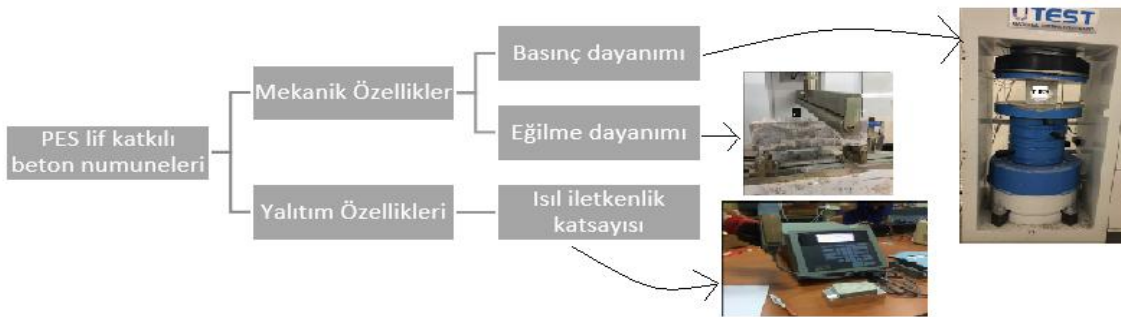 PES lif katkılı
beton numuneleri
Mekanik Özellikler
Yalıtım Özellikleri
Basınç dayanımı
Eğilme dayanımı
Isıl iletkenlik
katsayısı
UTEST